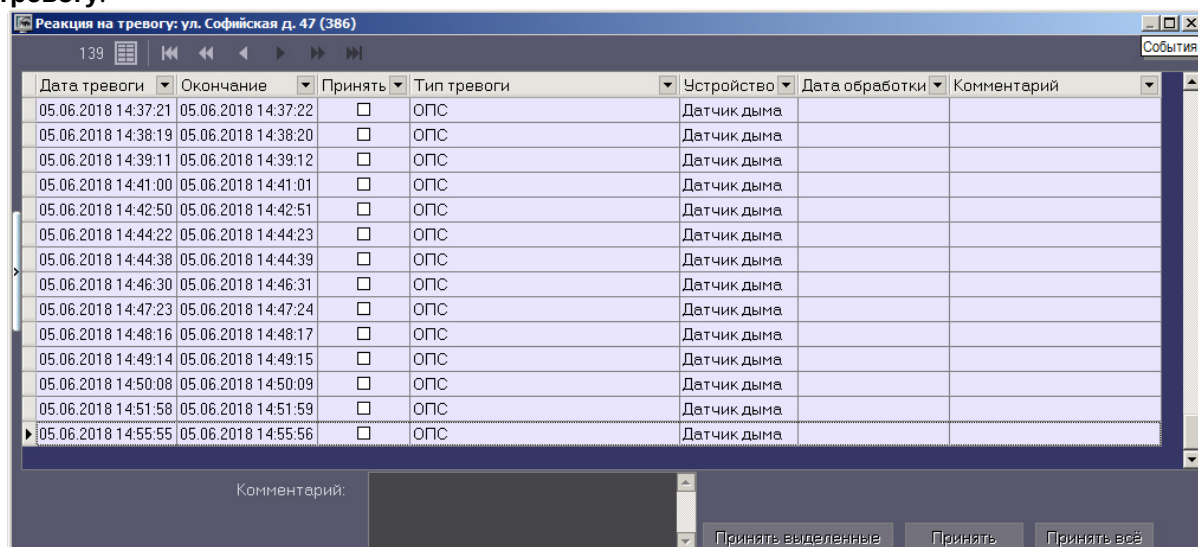 тревогу.
Реакция на тревогу: ул. Софийская д. 47 (386)
События
139
Дата тревоги Окончание Принять Тип тревоги Устройство Дата обработки Комментарий
05.06.2018 14:37:21 05.06.2018 14:37:22 ОПС Датчик дыма
05.06.2018 14:38:19 05.06.2018 14:38:20 ОПС Датчик дыма
05.06.2018 14:39:11 05.06.2018 14:39:12 ОПС Датчик дыма
05.06.2018 14:41:00 05.06.2018 14:41:01 ОПС Датчик дыма
05.06.2018 14:42:50 05.06.2018 14:42:51 ОПС Датчик дыма
05.06.2018 14:44:22 05.06.2018 14:44:23 ОПС Датчик дыма
05.06.2018 14:44:38 05.06.2018 14:44:39 ОПС Датчик дыма
05.06.2018 14:46:30 05.06.2018 14:46:31 ОПС Датчик дыма
05.06.2018 14:47:23 05.06.2018 14:47:24 ОПС Датчик дыма
05.06.2018 14:48:16 05.06.2018 14:48:17 ОПС Датчик дыма
05.06.2018 14:49:14 05.06.2018 14:49:15 ОПС Датчик дыма
05.06.2018 14:50:08 05.06.2018 14:50:09 ОПС Датчик дыма
05.06.2018 14:51:58 05.06.2018 14:51:59 ОПС Датчик дыма
05.06.2018 14:55:55 05.06.2018 14:55:56 ОПС Датчик дыма
Комментарий:
Принять выделенные Принять Принять всё